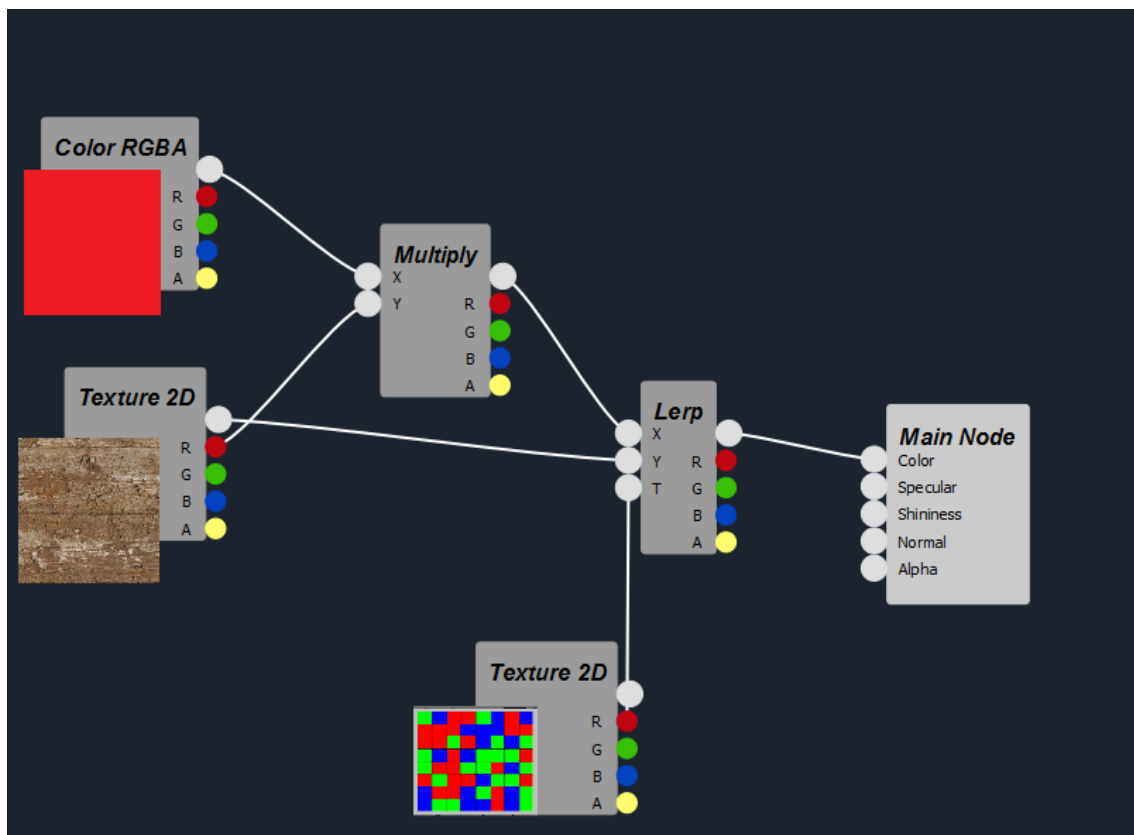 Color RGBA
R
G
B
A
Multiply
X
Y
R
G
B
A
Texture 2D
R
G
B
A
Lerp
X
Y
R
T
G
B
A
Main Node
Color
Specular
Shininess
Normal
Alpha
Texture 2D
R
G
B
A